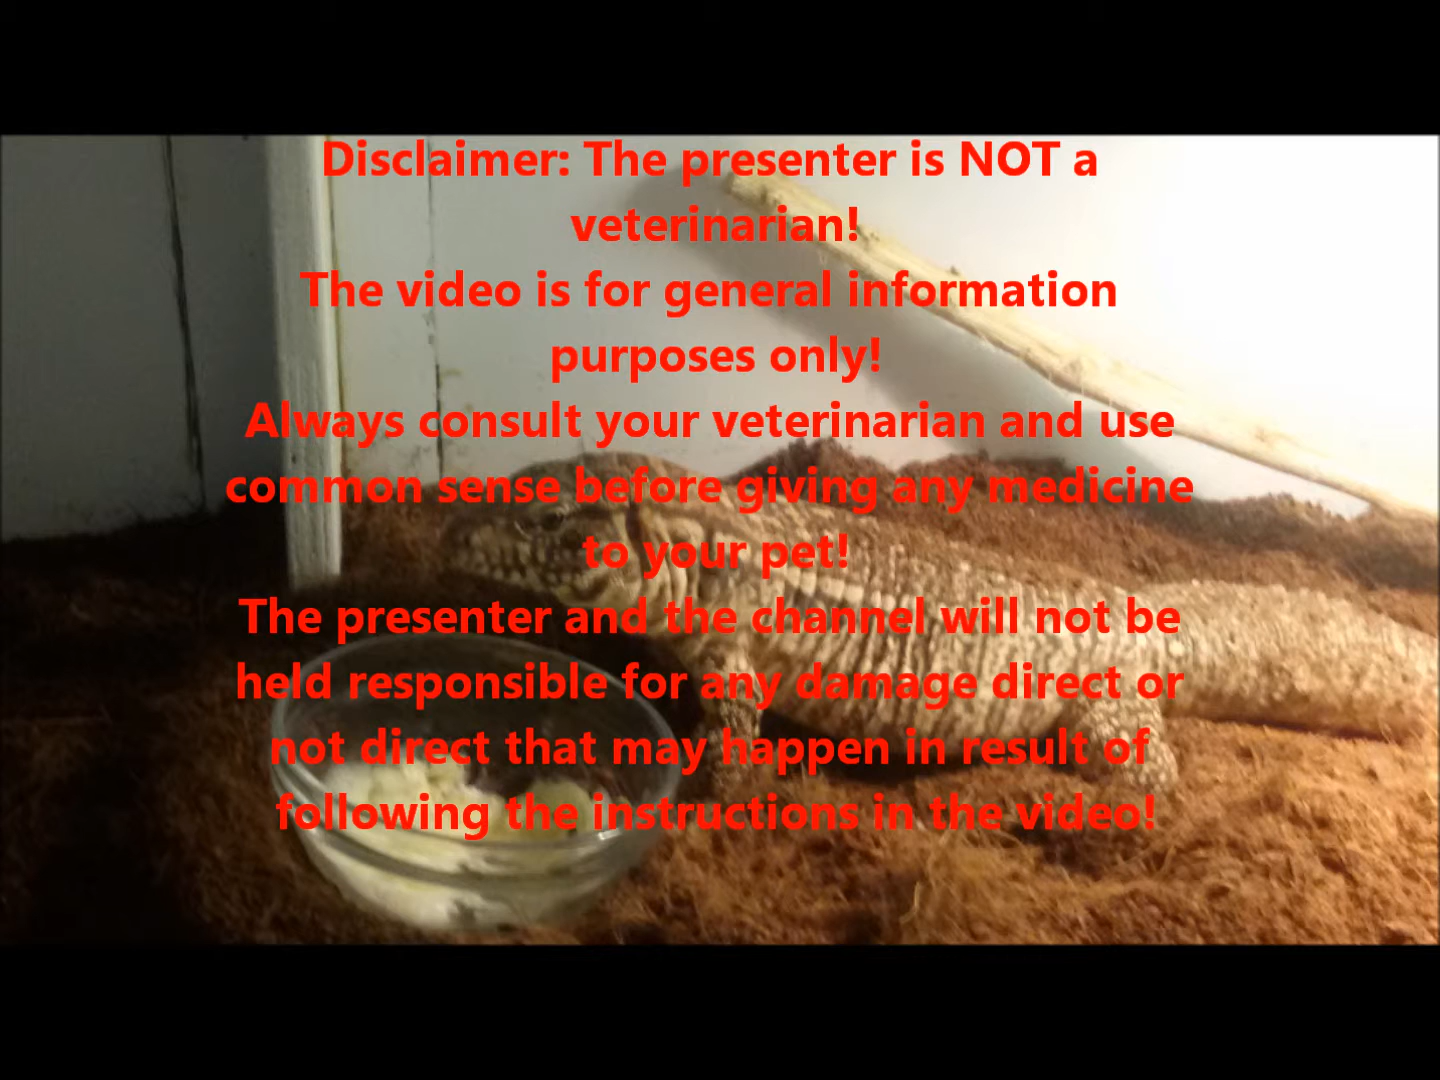 Disclaimer: The presenter is NOT a
veterinarian!
The video is for general information
purposes only!
Always consult your veterinarian and use
common sense before giving any medicine
to your pet!
The presenter and the channel will not be
held responsible for any damage direct or
not direct that may happen in result of
following the instructions in the video!